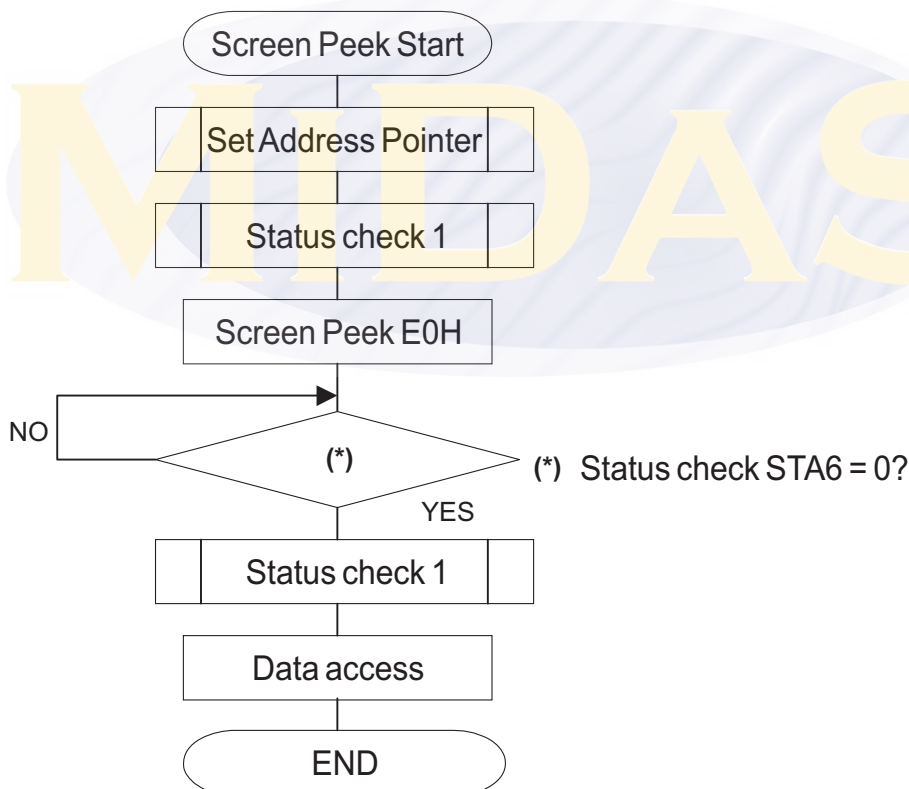 Screen Peek Start
MIDAS
Set Address Pointer
Status check 1
Screen Peek E0H
NO
(*)
(*) Status check STA6 = 0?
YES
Status check 1
Data access
END